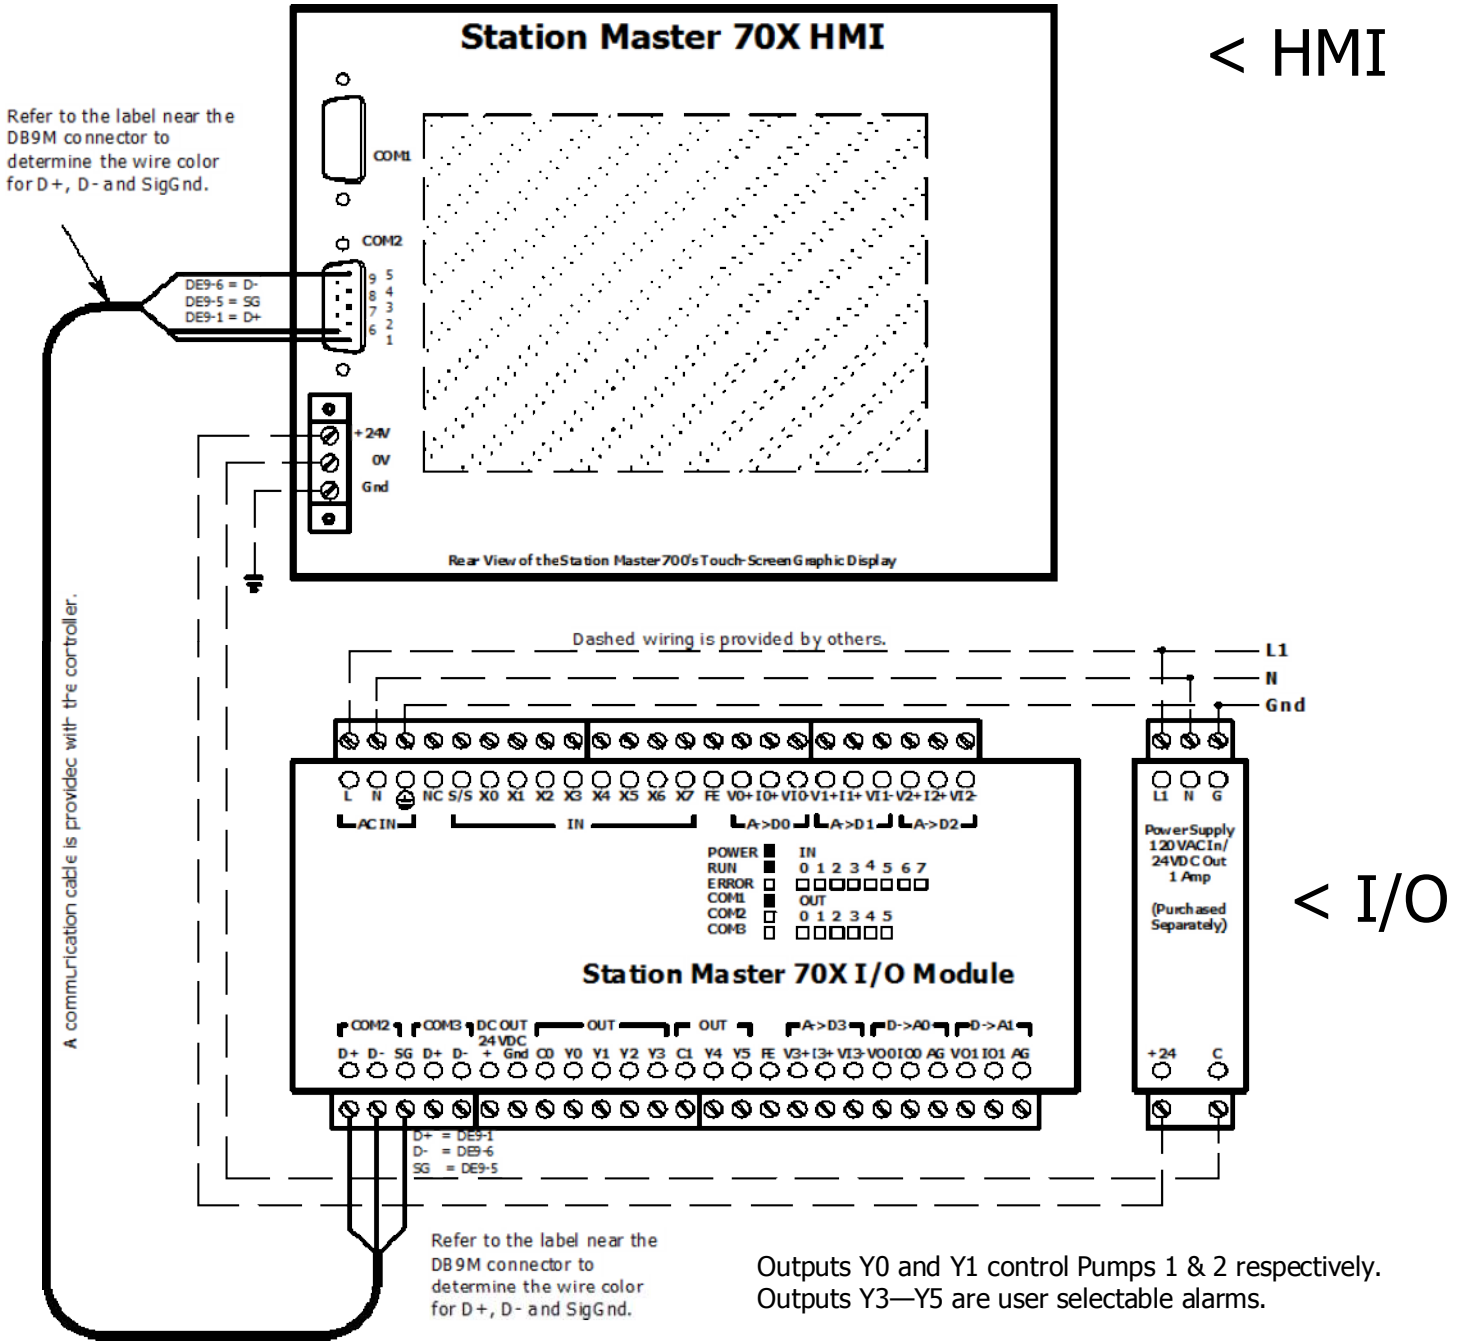 Station Master 70X HMI
< HMI
Refer to the label near the
DB9M connector to
determine the wire color
for D+, D- and SigGnd.
COM1
COM2
DE9-6 = D-
DE9-5 = SG
DE9-1 = D+
9 5
8 4
7 3
6 2
1
+24V
0V
Gnd
Rear View of the Station Master 700's Touch-Screen Graphic Display
A communication cable is provided with the controller.
Dashed wiring is provided by others.
L1
N
Gnd
L N NC S/S X0 X1 X2 X3 X4 X5 X6 X7 FE V0+ I0+ VI0- V1+ I1+ VI1- V2+ I2+ VI2-
AC IN IN A->D0 A->D1 A->D2
L1 N G
Power Supply
120 VAC In/
24VDC Out
1 Amp
(Purchased
Separately)
POWER IN
RUN 0 1 2 3 4 5 6 7
ERROR
COM1 OUT
COM2 0 1 2 3 4 5
COM3
< I/O
Station Master 70X I/O Module
COM2 COM3 DC OUT OUT OUT A->D3 D->A0 D->A1
24 VDC
D+ D- SG D+ D- + Gnd C0 Y0 Y1 Y2 Y3 C1 Y4 Y5 FE V3+ I3+ VI3- VO0 IO0 AG VO1 IO1 AG
+24 C
D+ = DE9-1
D- = DE9-6
SG = DE9-5
Refer to the label near the
DB9M connector to
determine the wire color
for D+, D- and SigGnd.
Outputs Y0 and Y1 control Pumps 1 & 2 respectively.
Outputs Y3—Y5 are user selectable alarms.